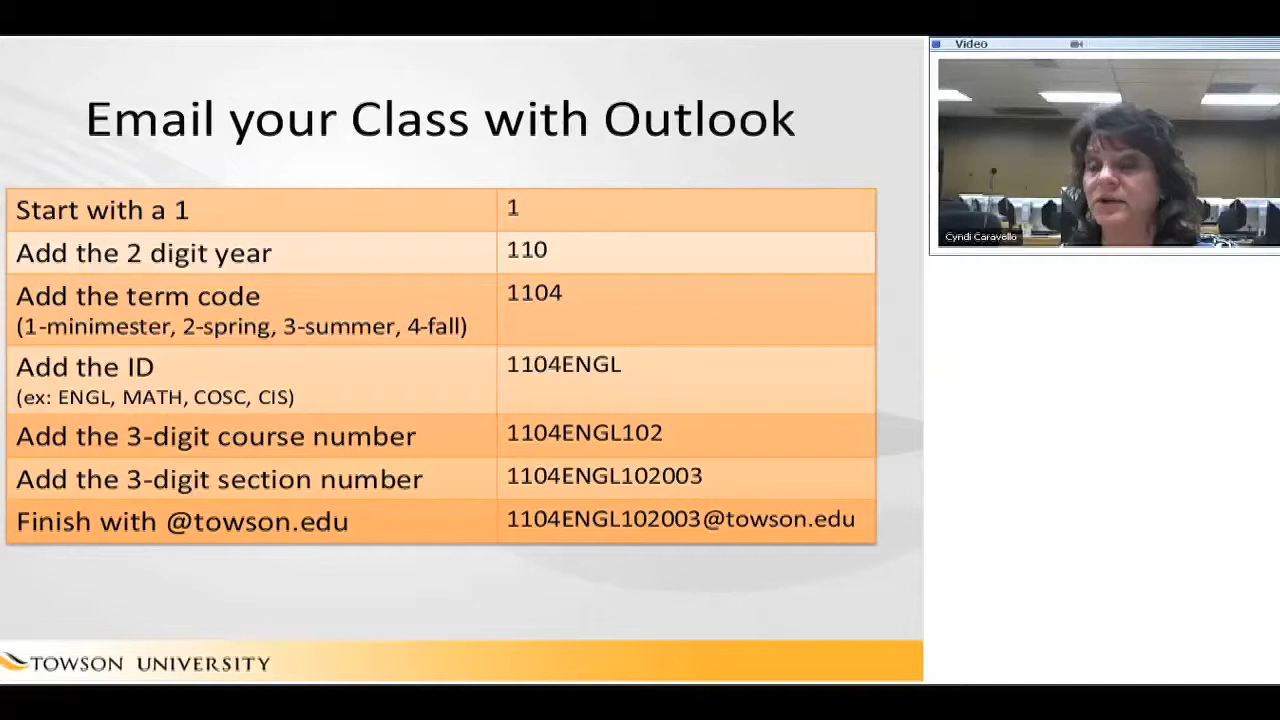 Email your Class with Outlook
Start with a 1
1
Add the 2 digit year
110
Add the term code
(1-minimester, 2-spring, 3-summer, 4-fall)
1104
Add the ID
(ex: ENGL, MATH, COSC, CIS)
1104ENGL
Add the 3-digit course number
1104ENGL102
Add the 3-digit section number
1104ENGL102003
Finish with @towson.edu
1104ENGL102003@towson.edu
TOWSON UNIVERSITY
Video
Cyndi Caravello